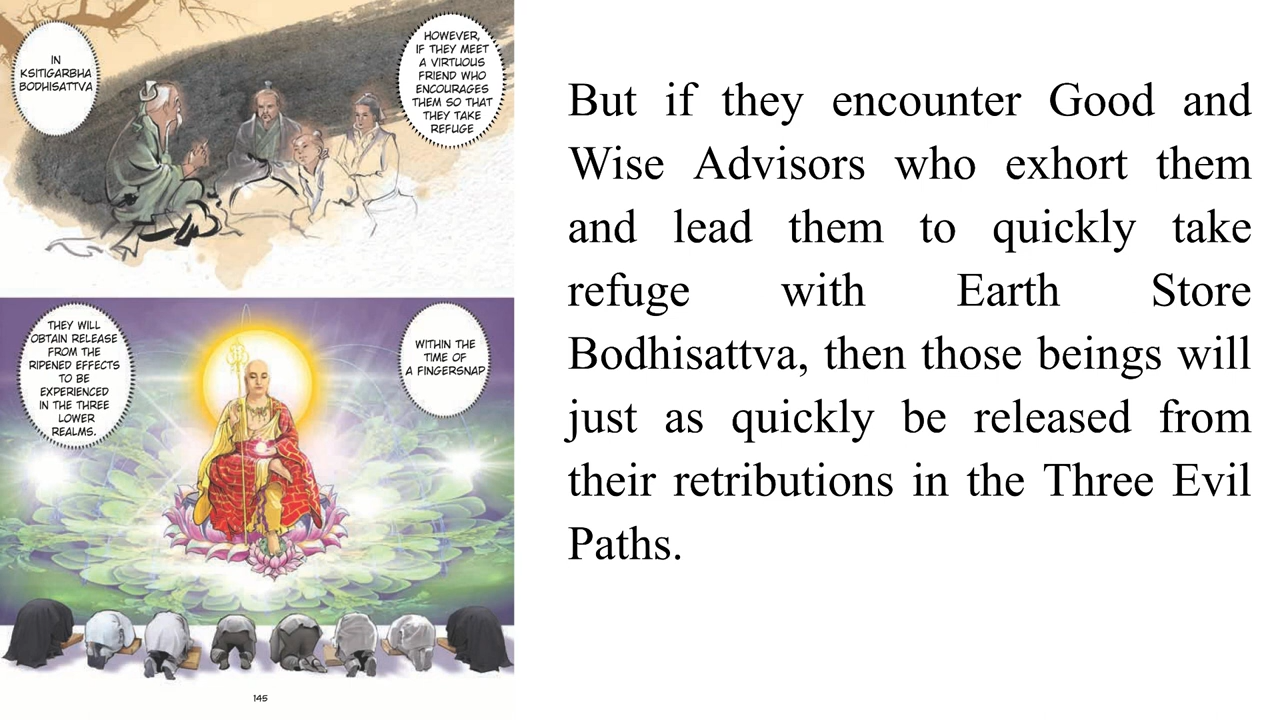 HOWEVER,
IF THEY MEET
A VIRTUOUS
FRIEND WHO
ENCOURAGES
THEM SO THAT
THEY TAKE
REFUGE
IN
KSITIGARBHA
BODHISATTVA
WITHIN THE
TIME OF
A FINGERSNAP
THEY WILL
OBTAIN RELEASE
FROM THE
RIPENED EFFECTS
TO BE
EXPERIENCED
IN THE THREE
LOWER
REALMS.
145
But if they encounter Good and
Wise Advisors who exhort them
and lead them to quickly take
refuge with Earth Store
Bodhisattva, then those beings will
just as quickly be released from
their retributions in the Three Evil
Paths.